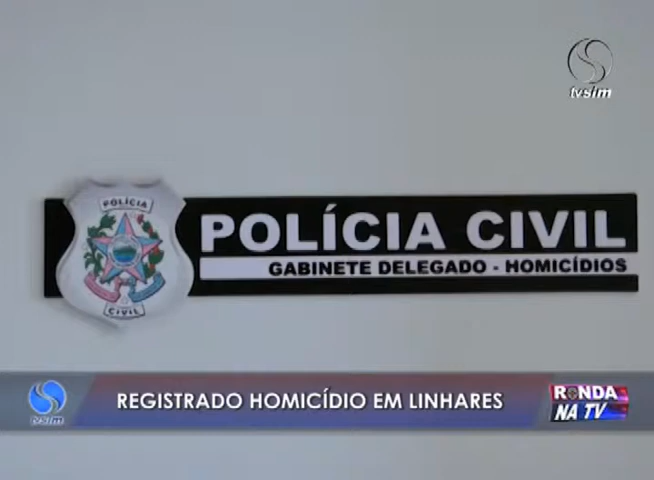 tvsim
POLÍCIA
CIVIL
POLÍCIA CIVIL
GABINETE DELEGADO - HOMICÍDIOS
REGISTRADO HOMICÍDIO EM LINHARES
tvsim
RONDA
NA TV